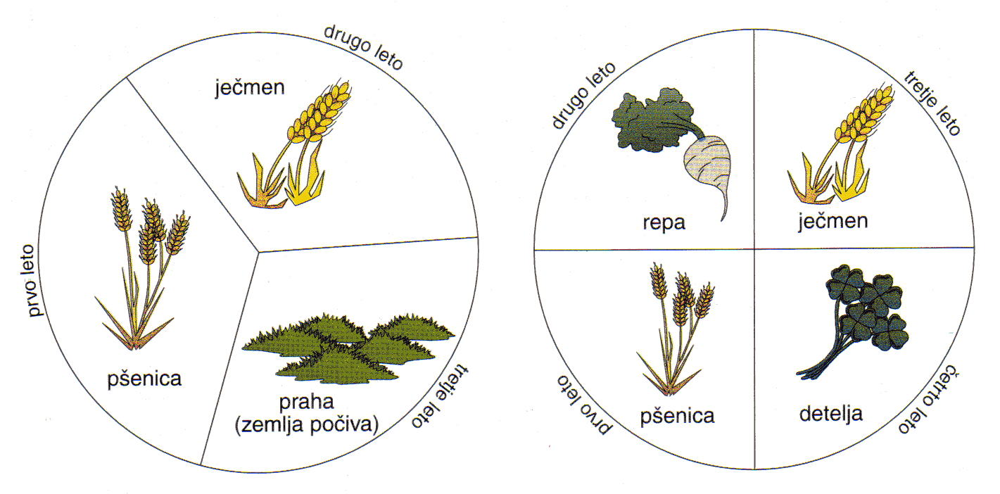 prvo leto
pšenica
drugo leto
ječmen
tretje leto
praha
(zemlja počiva)
prvo leto
pšenica
drugo leto
repa
tretje leto
ječmen
četrto leto
detelja